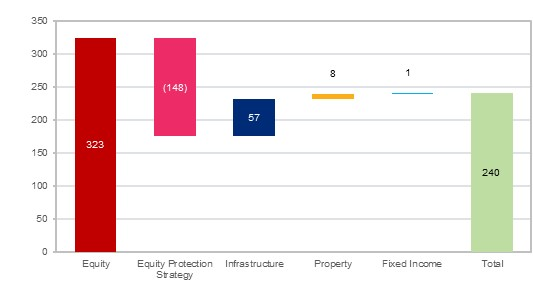 350
300
250
200
150
100
50
0
323
(148)
57
8
1
240
Equity
Equity Protection
Strategy
Infrastructure
Property
Fixed Income
Total